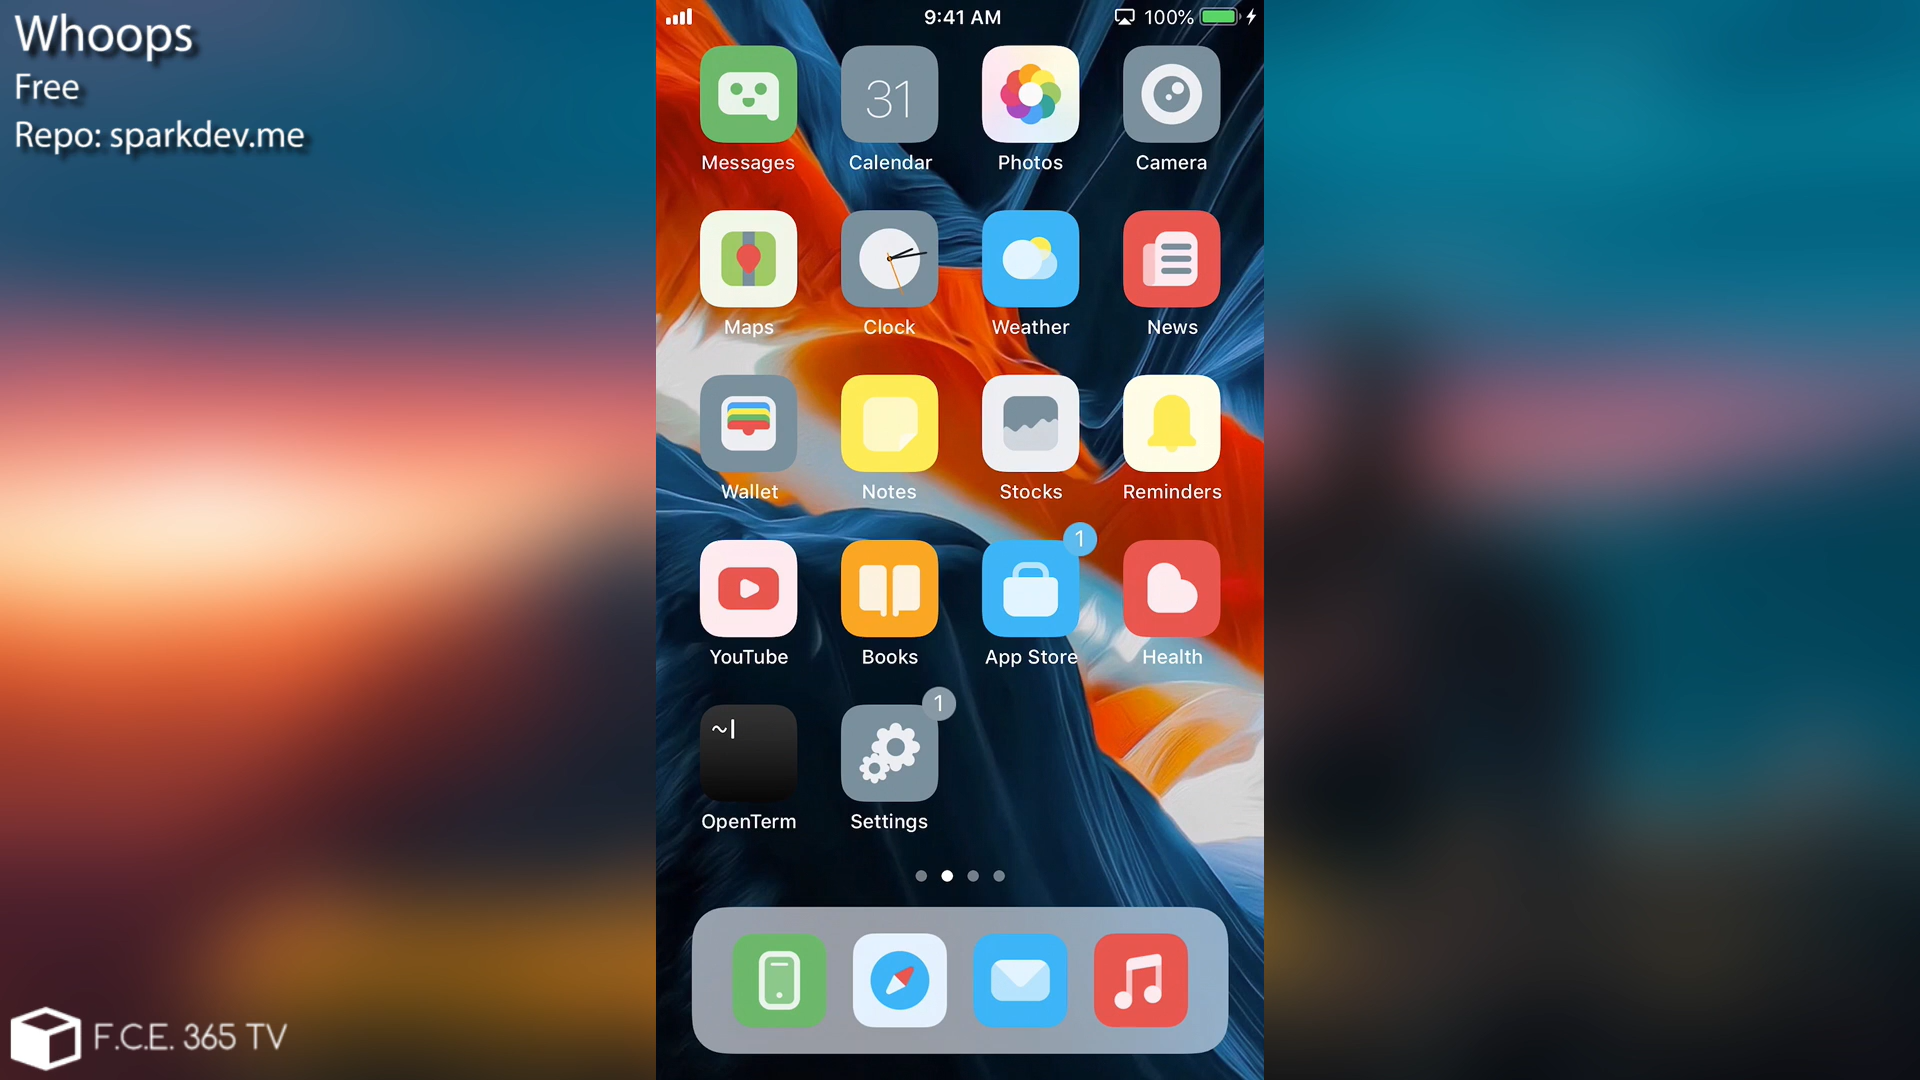 Whoops
Free
Repo: sparkdev.me
9:41 AM
100%
31
Messages
Calendar
Photos
Camera
Maps
Clock
Weather
News
Wallet
Notes
Stocks
Reminders
1
YouTube
Books
App Store
Health
~|
1
OpenTerm
Settings
F.C.E. 365 TV